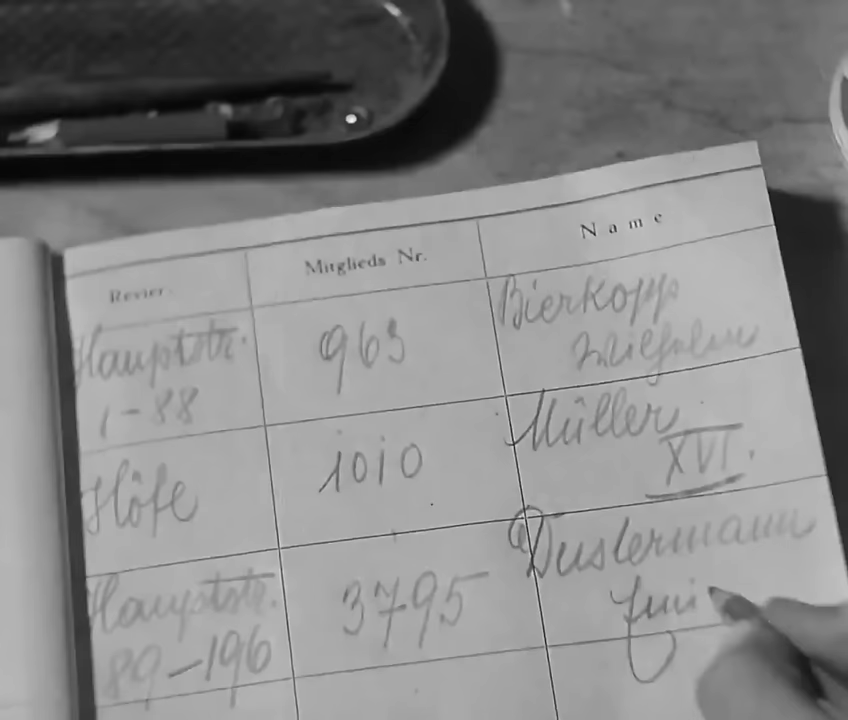 Revier. Mitglieds Nr. Name
Hauptstr. 963 Bierkopp
1-88 Wilhelm
Höfe 1010 Müller
XVI.
Hauptstr. 3795 Dustermann
89-196